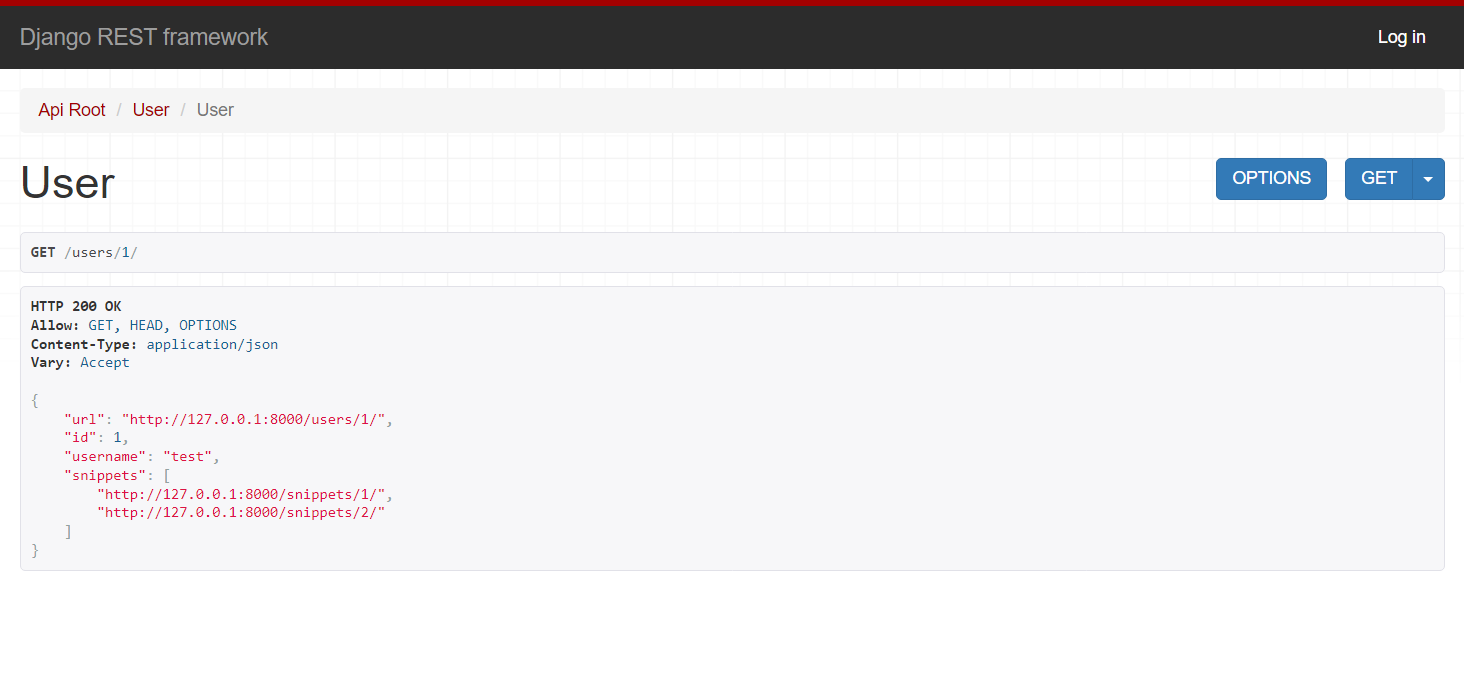 Django REST framework
Log in
Api Root / User / User
User
OPTIONS
GET
GET /users/1/
HTTP 200 OK
Allow: GET, HEAD, OPTIONS
Content-Type: application/json
Vary: Accept
{
    "url": "http://127.0.0.1:8000/users/1/",
    "id": 1,
    "username": "test",
    "snippets": [
        "http://127.0.0.1:8000/snippets/1/",
        "http://127.0.0.1:8000/snippets/2/"
    ]
}